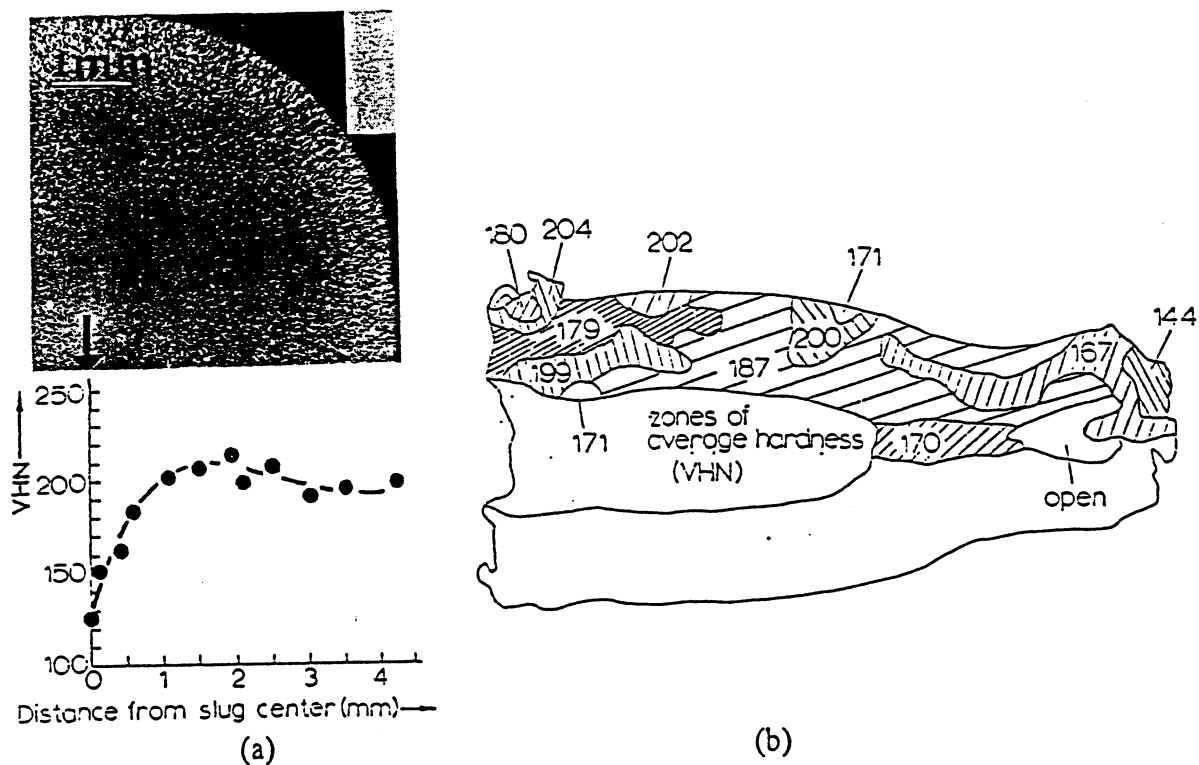 1mm
250
200
150
100
VHN
0 1 2 3 4
Distance from slug center (mm)
(a)
180 204
202
171
144
179
200
167
199
187
171
zones of
average hardness
(VHN)
170
open
(b)